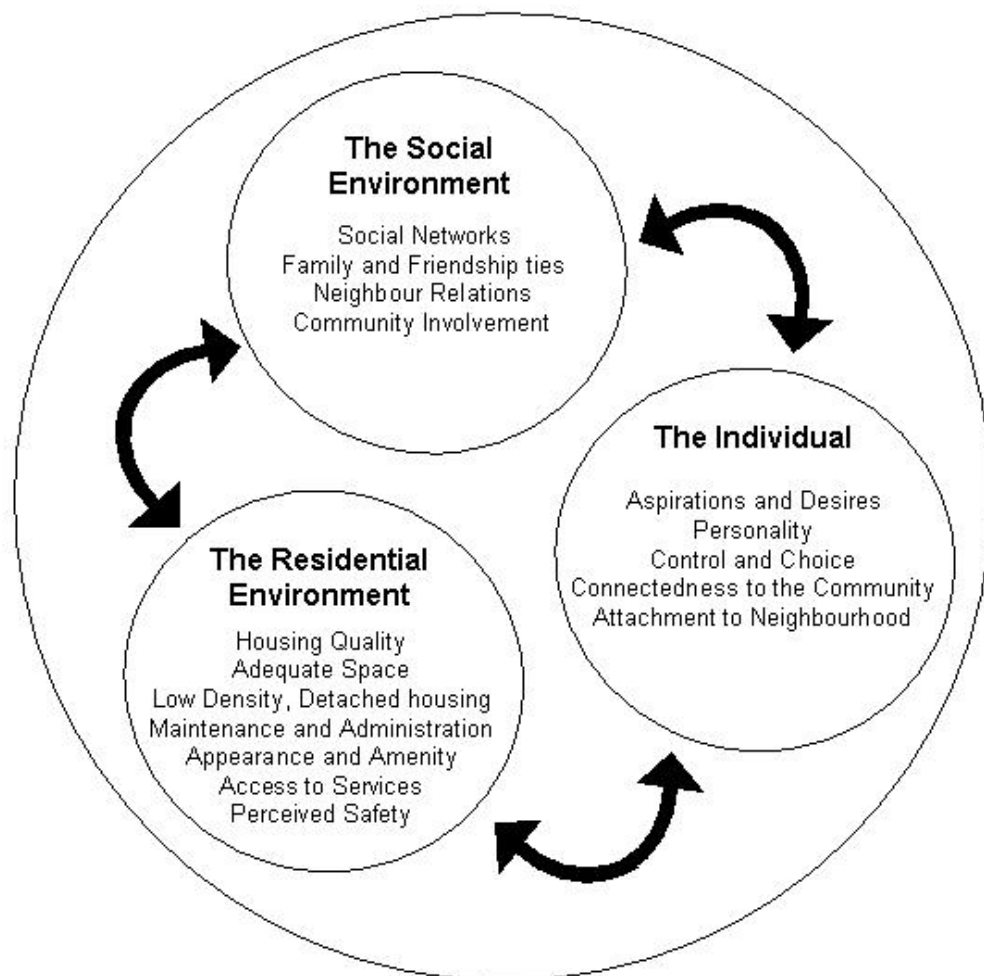 The Social
Environment
Social Networks
Family and Friendship ties
Neighbour Relations
Community Involvement
The Individual
Aspirations and Desires
Personality
Control and Choice
Connectedness to the Community
Attachment to Neighbourhood
The Residential
Environment
Housing Quality
Adequate Space
Low Density, Detached housing
Maintenance and Administration
Appearance and Amenity
Access to Services
Perceived Safety